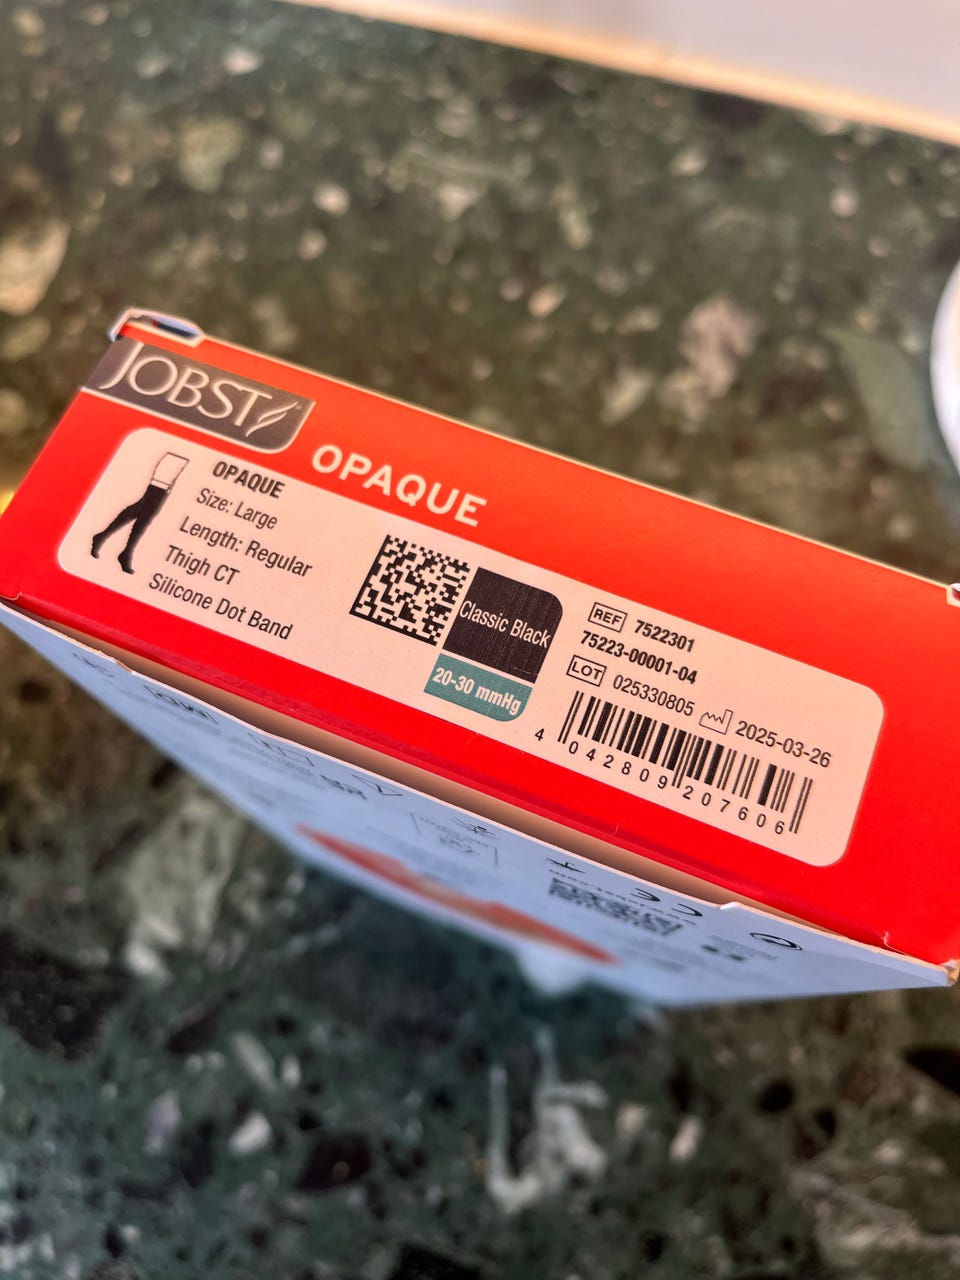 JOBST
OPAQUE
OPAQUE
Size: Large
Length: Regular
Thigh CT
Silicone Dot Band
Classic Black
20-30 mmHg
REF 7522301
75223-00001-04
LOT 025330805 2025-03-26
4 042809 207606